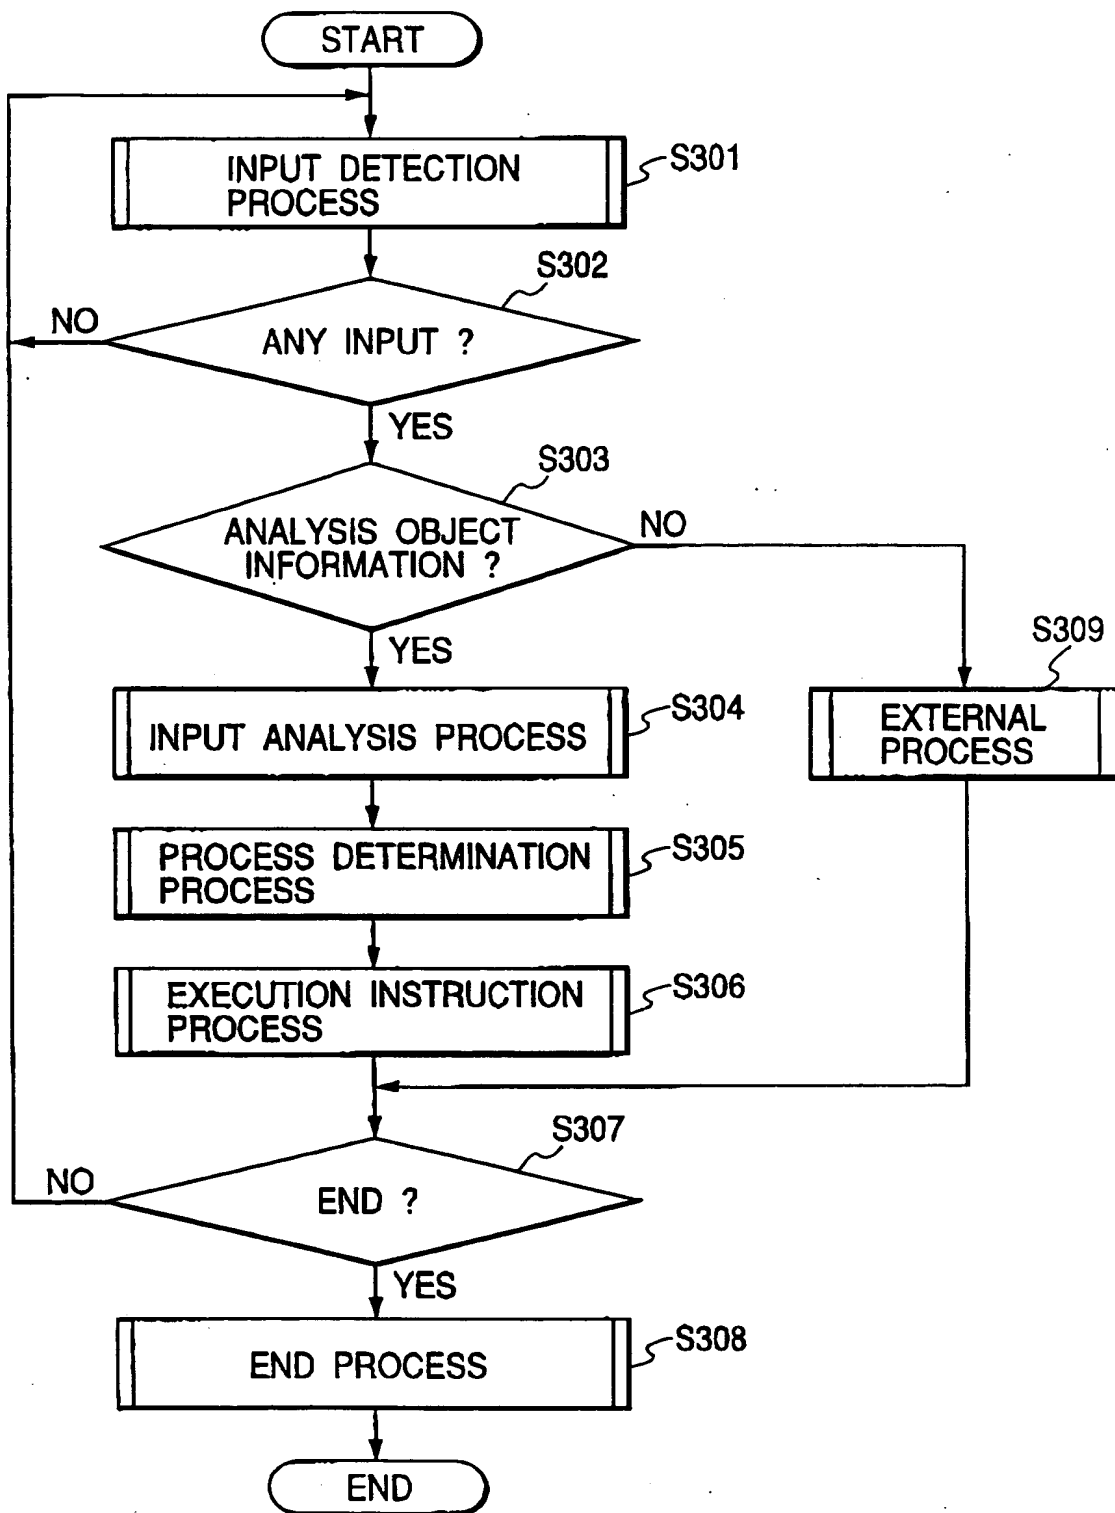 START
INPUT DETECTION
PROCESS
S301
S302
ANY INPUT ?
NO
YES
S303
ANALYSIS OBJECT
INFORMATION ?
NO
YES
S309
INPUT ANALYSIS PROCESS
S304
EXTERNAL
PROCESS
PROCESS DETERMINATION
PROCESS
S305
EXECUTION INSTRUCTION
PROCESS
S306
S307
END ?
NO
YES
END PROCESS
S308
END